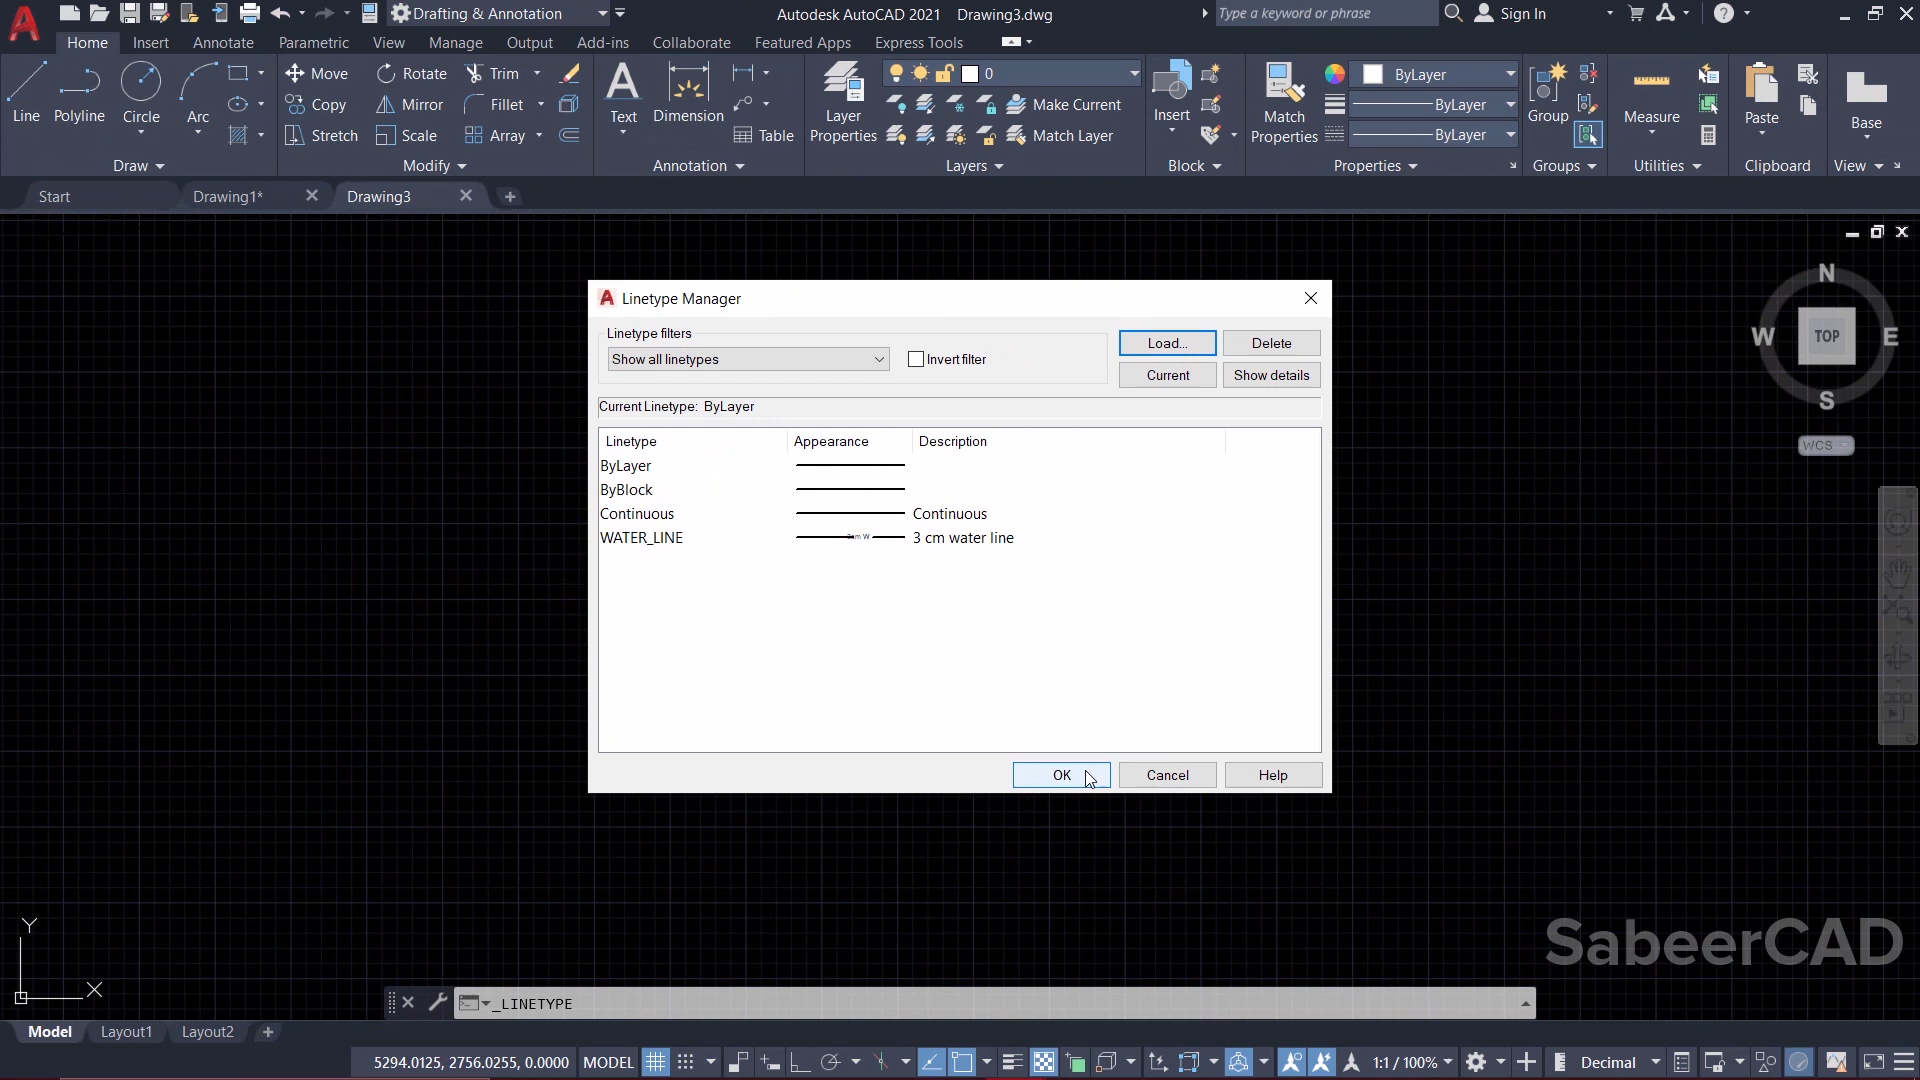 Drafting & Annotation
Autodesk AutoCAD 2021 Drawing3.dwg
Type a keyword or phrase
Sign In
Home Insert Annotate Parametric View Manage Output Add-ins Collaborate Featured Apps Express Tools
Line Polyline Circle Arc
Move Rotate Trim
Copy Mirror Fillet
Stretch Scale Array
Text Dimension Table
Layer Properties
0
Make Current
Match Layer
Insert
Match Properties
ByLayer
ByLayer
ByLayer
Group Measure Paste Base
Draw Modify Annotation Layers Block Properties Groups Utilities Clipboard View
Start Drawing1* Drawing3
N
W TOP E
S
WCS
Linetype Manager
Linetype filters
Show all linetypes
Invert filter
Load... Delete
Current Show details
Current Linetype: ByLayer
Linetype Appearance Description
ByLayer
ByBlock
Continuous Continuous
WATER_LINE 3 cm water line
OK Cancel Help
SabeerCAD
Y
X
_LINETYPE
Model Layout1 Layout2
5294.0125, 2756.0255, 0.0000 MODEL 1:1 / 100% Decimal